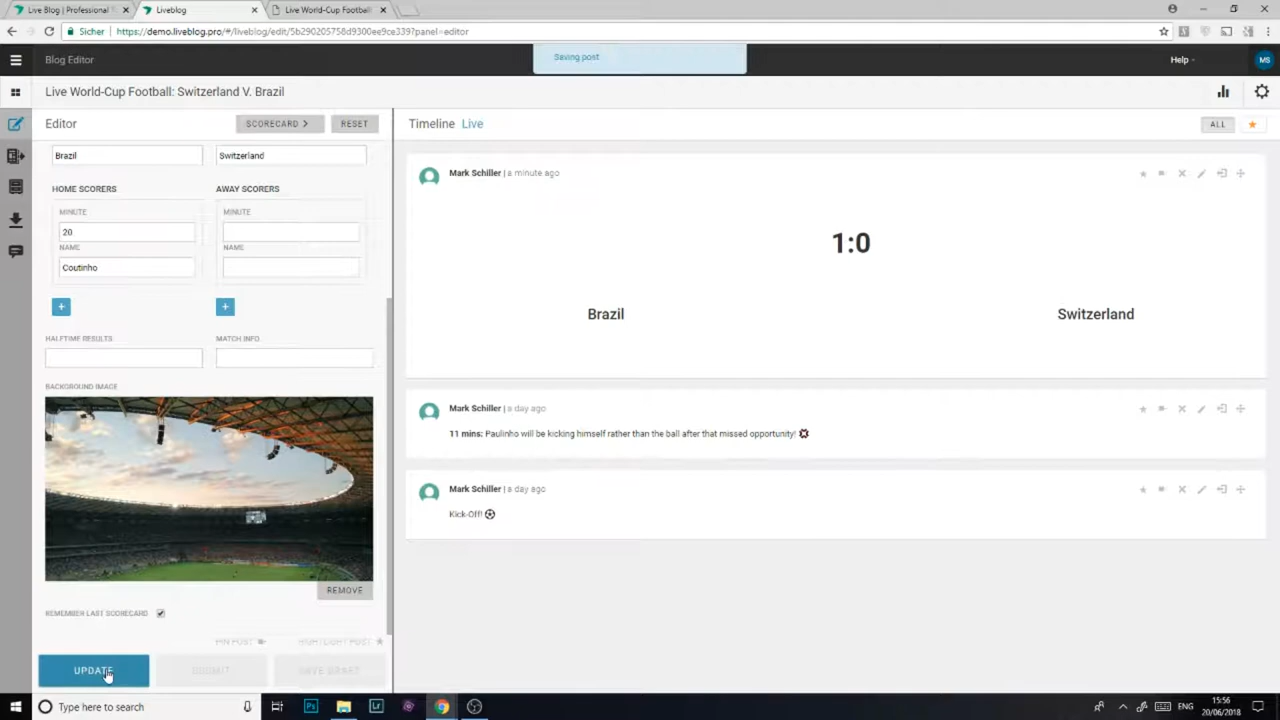 Live Blog | Professional
Liveblog
Live World-Cup Football
Sicher
https://demo.liveblog.pro/#/liveblog/edit/5b290205758d9300ee9ce339?panel=editor
Blog Editor
Saving post
Help
MS
Live World-Cup Football: Switzerland V. Brazil
Editor
SCORECARD
RESET
Timeline Live
ALL
Brazil
Switzerland
HOME SCORERS
AWAY SCORERS
MINUTE
MINUTE
20
NAME
NAME
Coutinho
+
+
HALFTIME RESULTS
MATCH INFO
BACKGROUND IMAGE
REMOVE
REMEMBER LAST SCORECARD
PIN POST
HIGHLIGHT POST
UPDATE
SUBMIT
SAVE DRAFT
Mark Schiller | a minute ago
1:0
Brazil
Switzerland
Mark Schiller | a day ago
11 mins: Paulinho will be kicking himself rather than the ball after that missed opportunity!
Mark Schiller | a day ago
Kick-Off!
Type here to search
Ps
Lr
ENG
15:56
20/06/2018